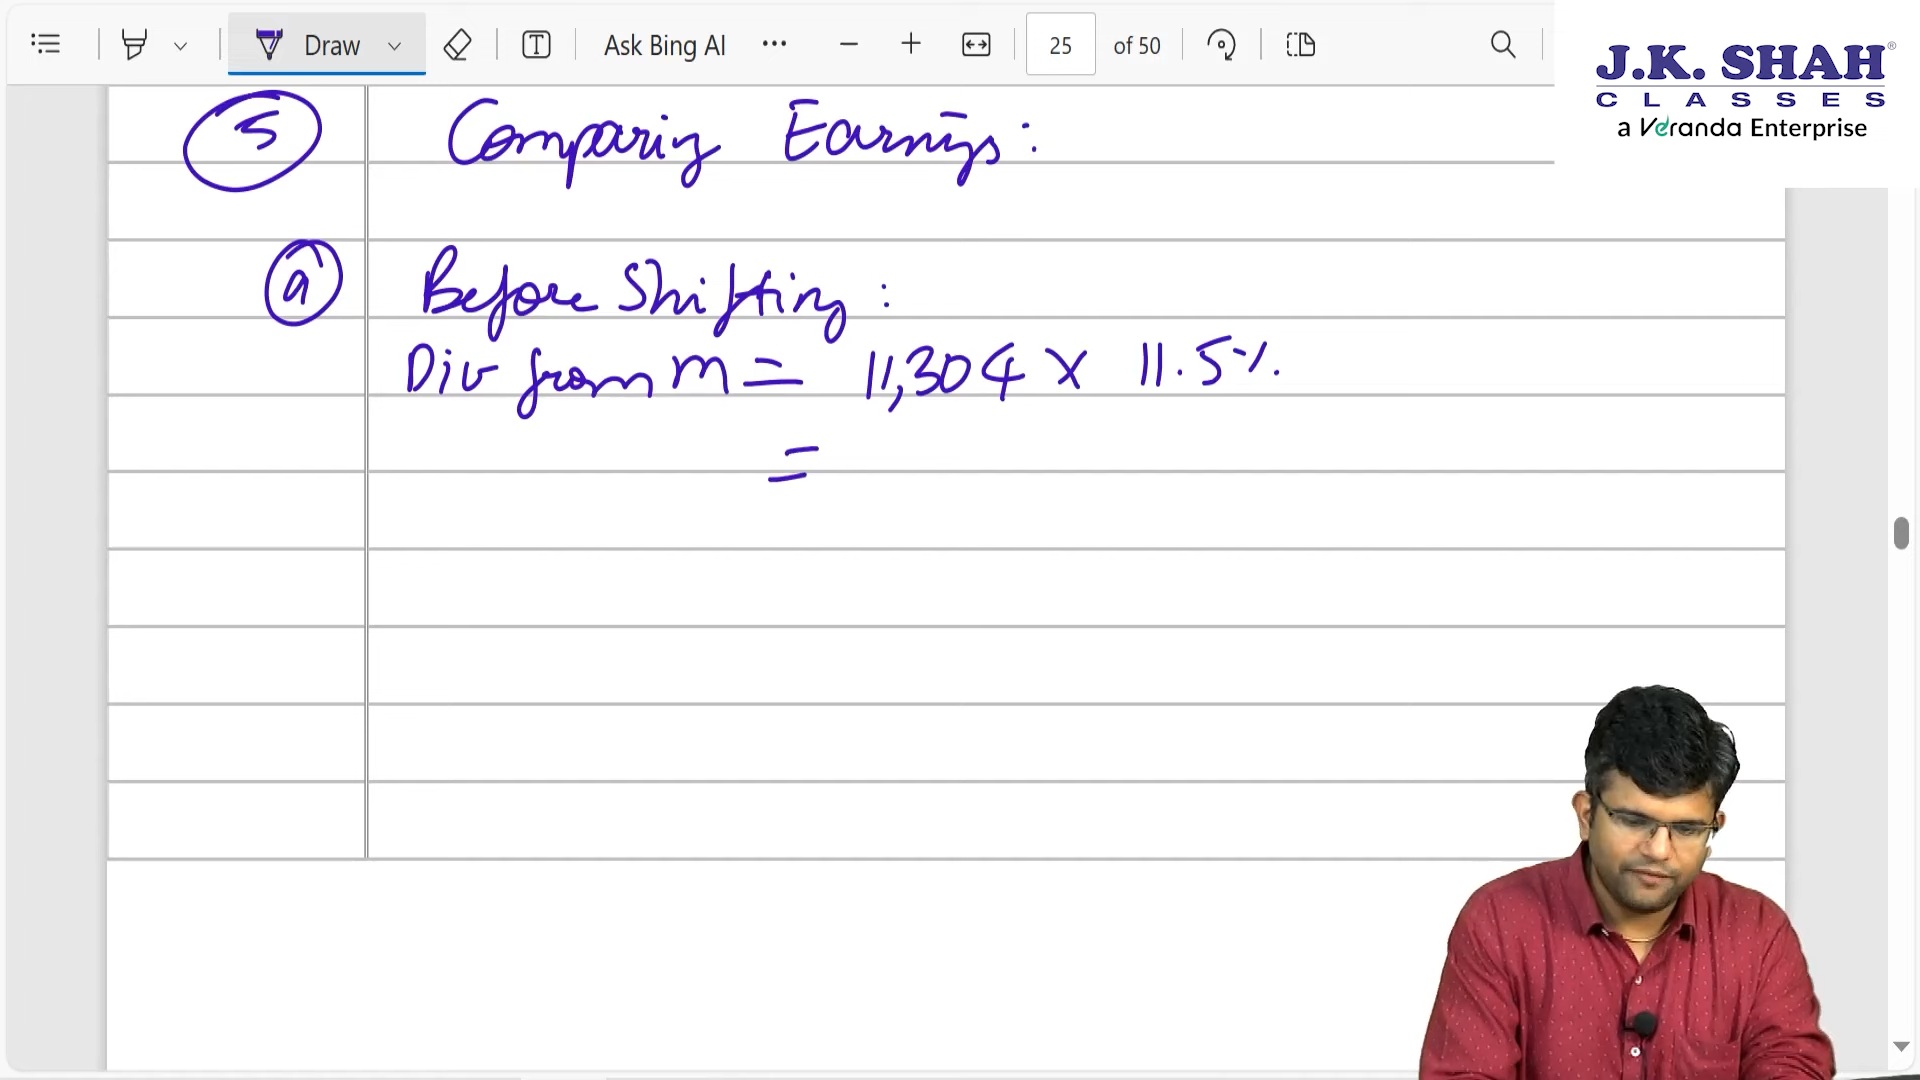 Draw
Ask Bing AI
25 of 50
J.K. SHAH®
CLASSES
a Veranda Enterprise
5 Comparing Earnings:
a Before Shifting:
Div from M = 11,304 X 11.5%.
=